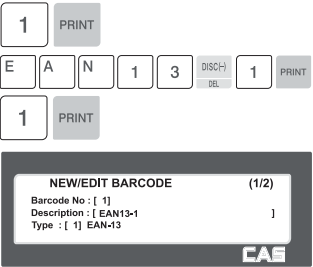 1 PRINT
E A N 1 3 DISC(-) DEL 1 PRINT
1 PRINT
NEW/EDIT BARCODE (1/2)
Barcode No : [ 1]
Description : [ EAN13-1 ]
Type : [ 1] EAN-13
CAS